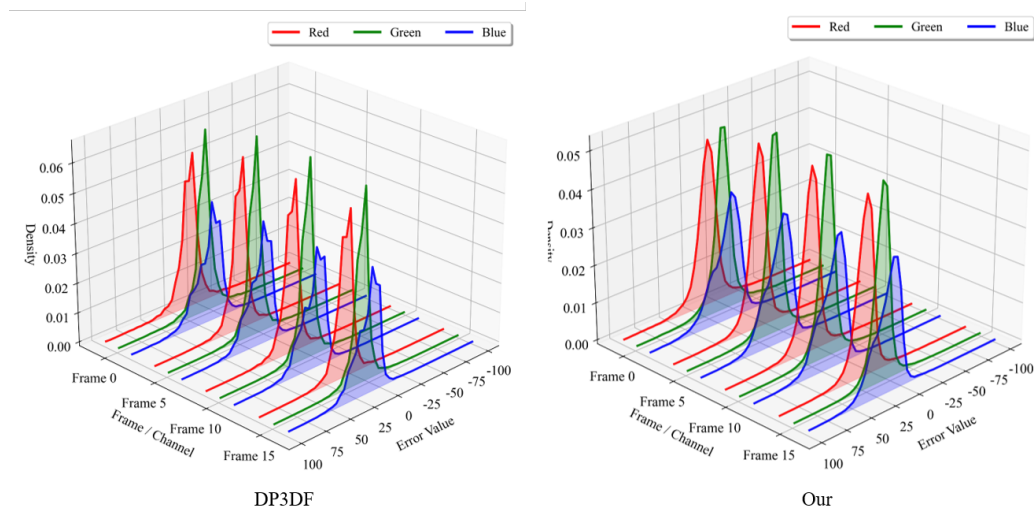 Red Green Blue
0.06
0.05
0.04
0.03
0.02
0.01
0.00
Density
Frame 0
Frame 5
Frame 10
Frame 15
Frame / Channel
100
75
50
25
0
-25
-50
-75
-100
Error Value
DP3DF
Red Green Blue
0.05
0.04
0.03
0.02
0.01
0.00
Frame 0
Frame 5
Frame 10
Frame 15
Frame / Channel
100
75
50
25
0
-25
-50
-75
-100
Error Value
Our